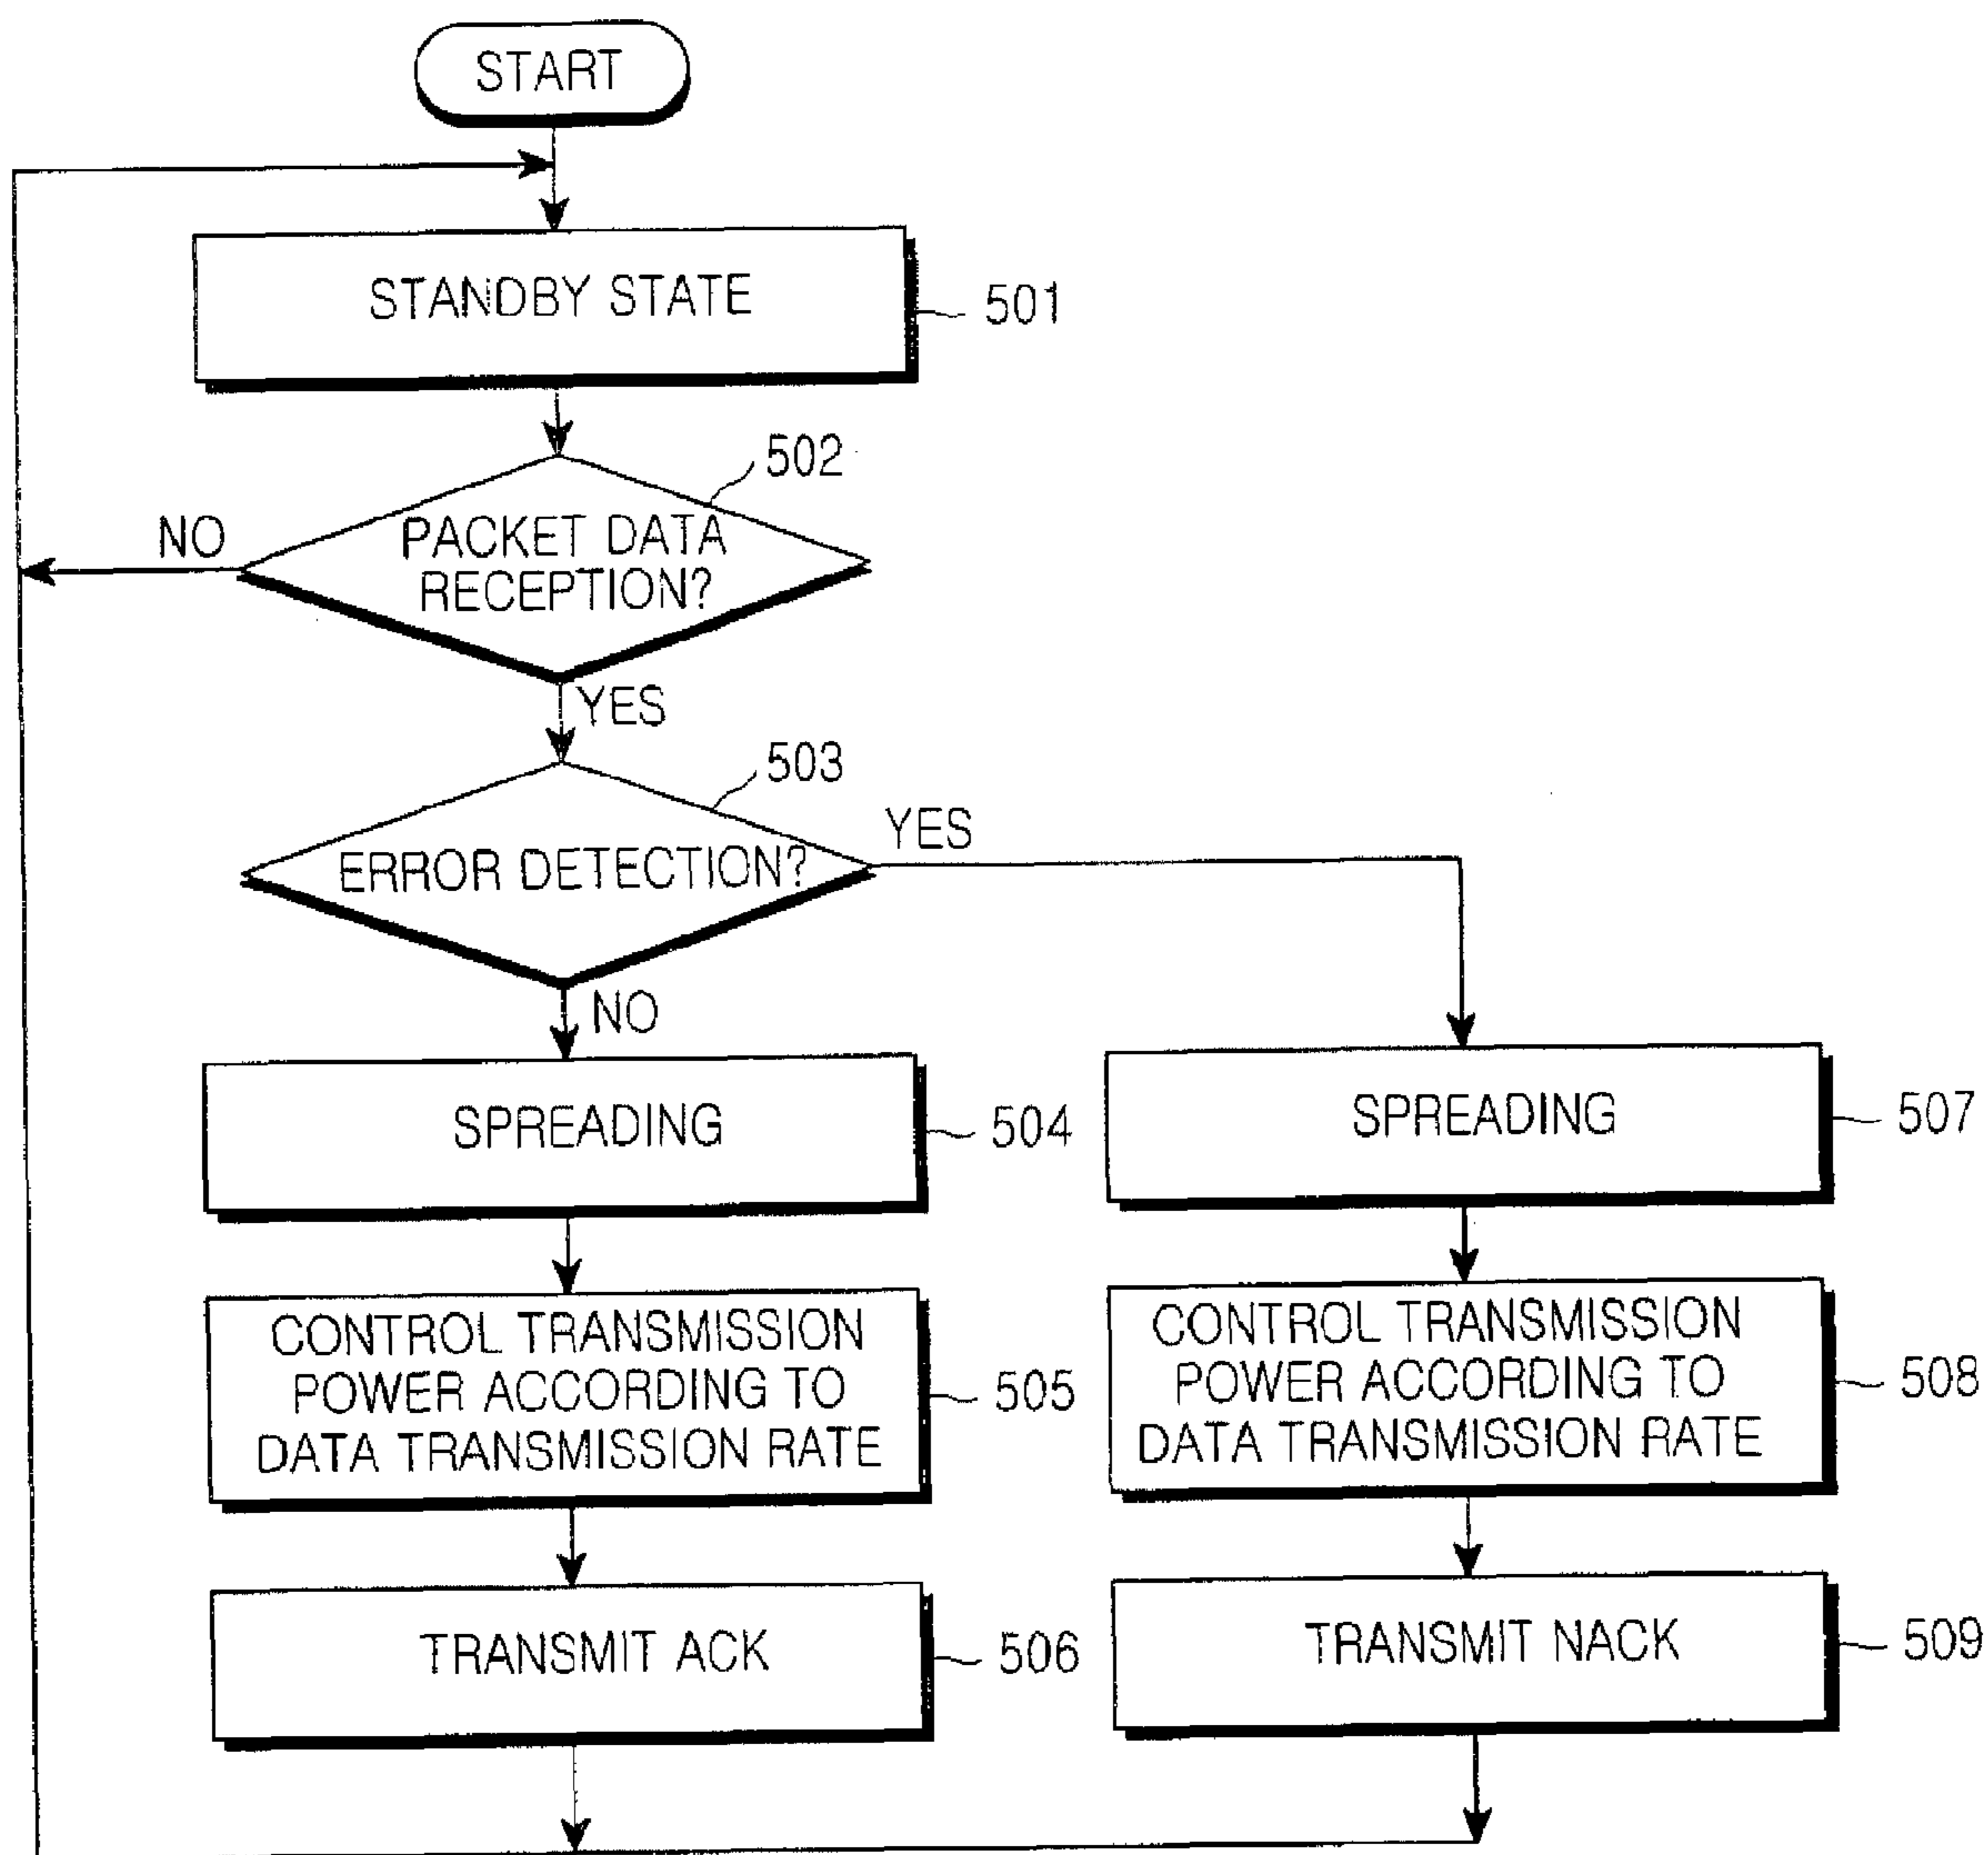 START
STANDBY STATE
501
502
NO
PACKET DATA
RECEPTION?
YES
503
YES
ERROR DETECTION?
NO
SPREADING
504
SPREADING
507
CONTROL TRANSMISSION
POWER ACCORDING TO
DATA TRANSMISSION RATE
505
CONTROL TRANSMISSION
POWER ACCORDING TO
DATA TRANSMISSION RATE
508
TRANSMIT ACK
506
TRANSMIT NACK
509